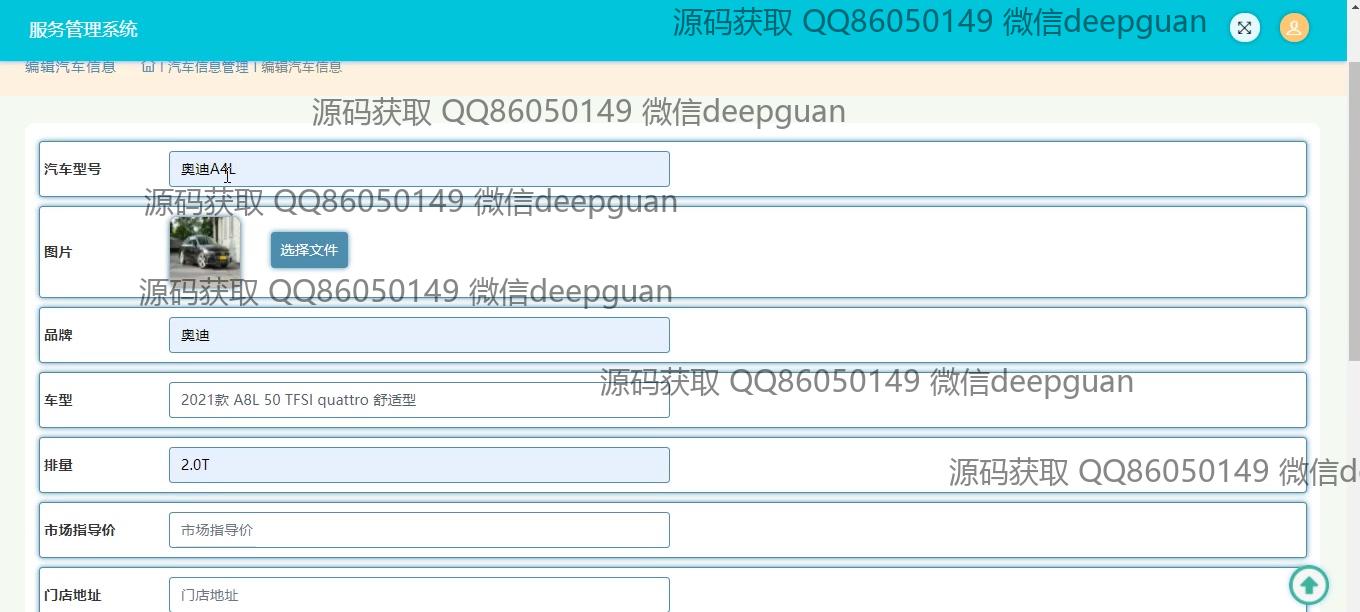 服务管理系统
源码获取 QQ86050149 微信deepguan
编辑汽车信息 | 汽车信息管理 | 编辑汽车信息
源码获取 QQ86050149 微信deepguan
汽车型号 奥迪A4L
源码获取 QQ86050149 微信deepguan
图片 选择文件
源码获取 QQ86050149 微信deepguan
品牌 奥迪
源码获取 QQ86050149 微信deepguan
车型 2021款 A8L 50 TFSI quattro 舒适型
排量 2.0T
源码获取 QQ86050149 微信d
市场指导价 市场指导价
门店地址 门店地址